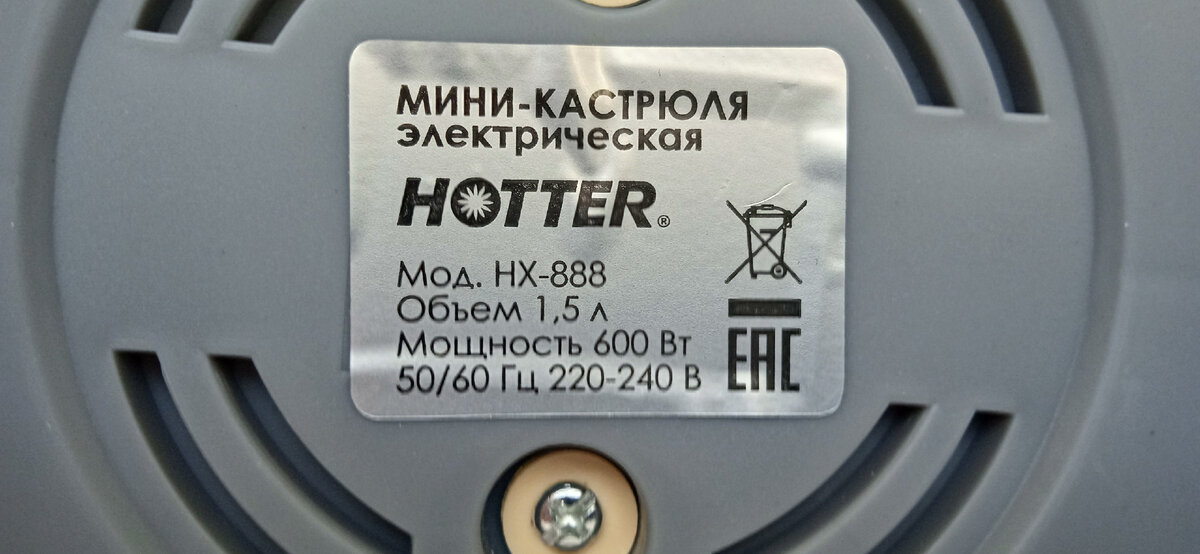 МИНИ-КАСТРЮЛЯ
электрическая
HOTTER®
Мод. HX-888
Объем 1,5 л
Мощность 600 Вт
50/60 Гц 220-240 В
EAC